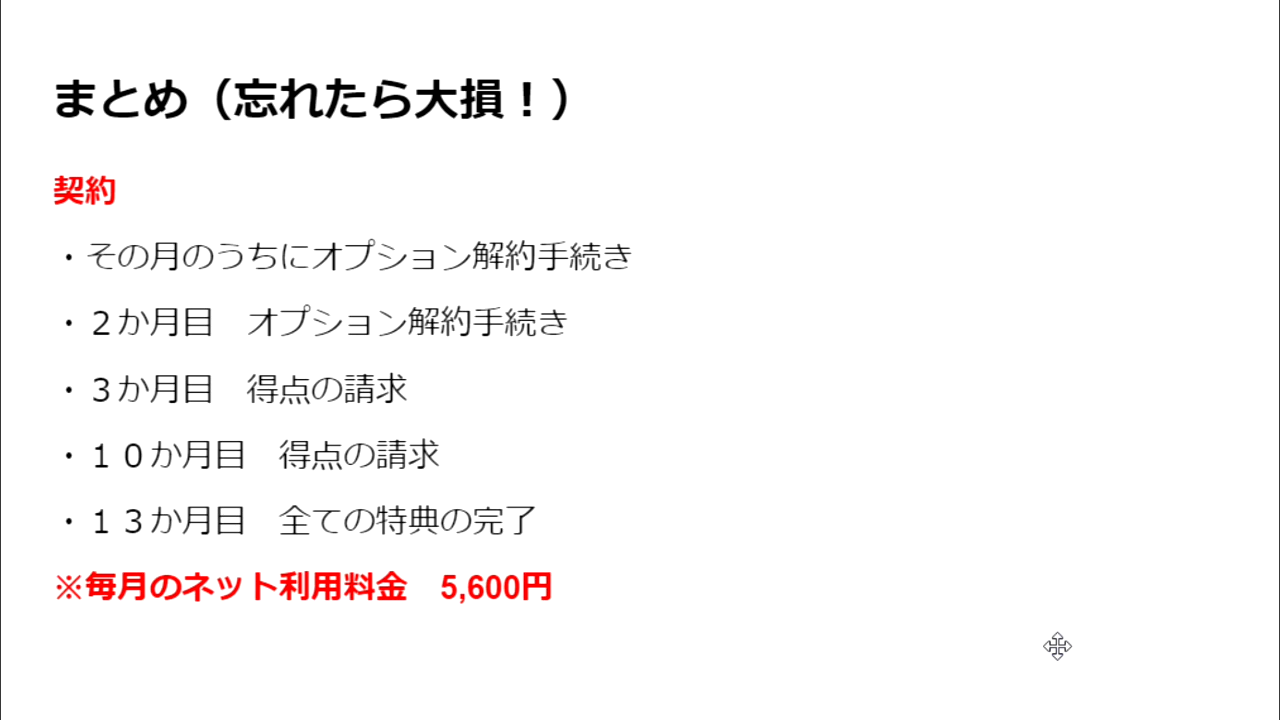 まとめ（忘れたら大損！）
契約
・その月のうちにオプション解約手続き
・２か月目　オプション解約手続き
・３か月目　得点の請求
・１０か月目　得点の請求
・１３か月目　全ての特典の完了
※毎月のネット利用料金　5,600円